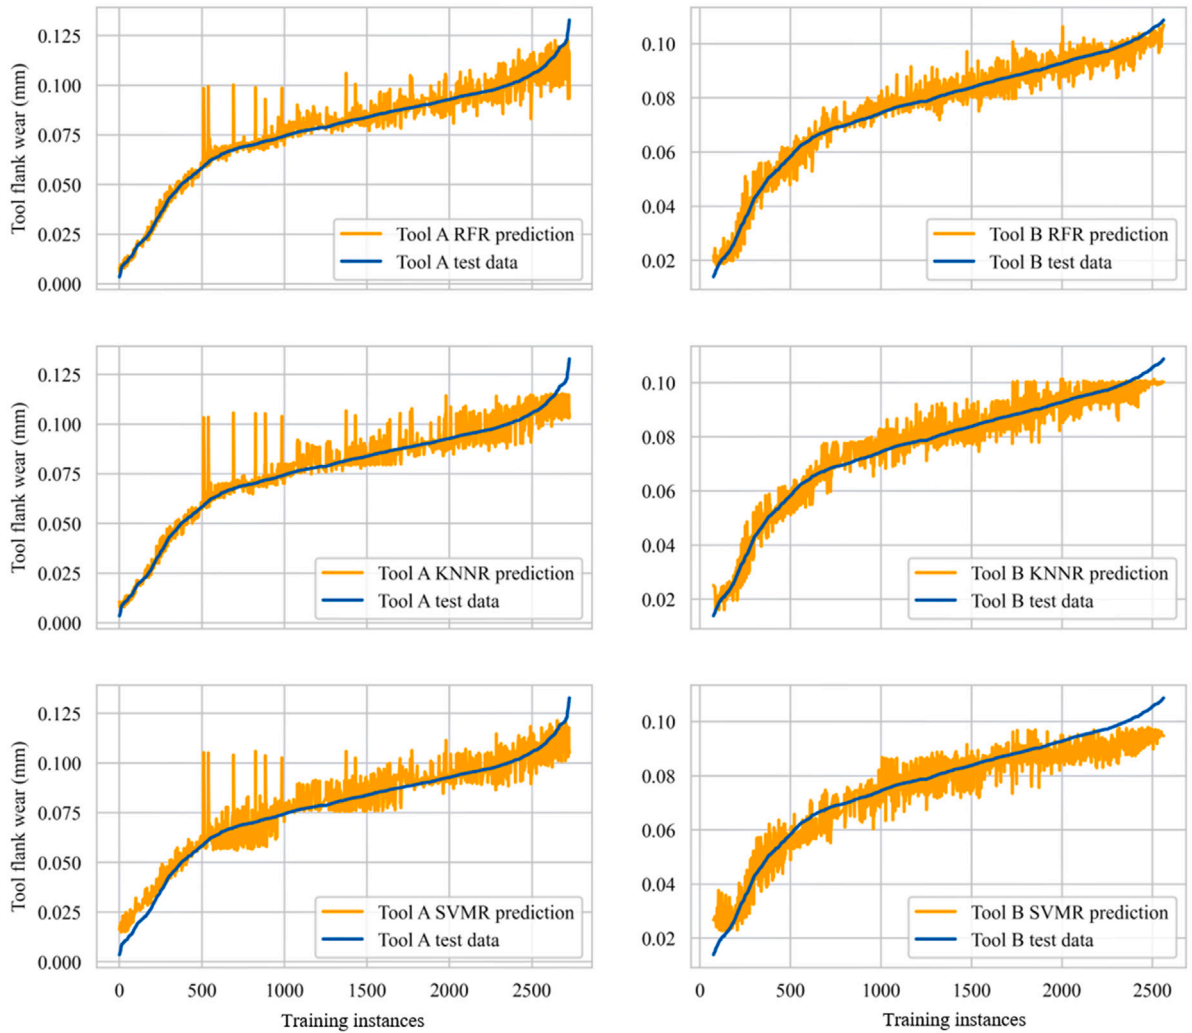 Tool flank wear (mm)
0.125
0.100
0.075
0.050
0.025
0.000
Tool A RFR prediction
Tool A test data
0.10
0.08
0.06
0.04
0.02
Tool B RFR prediction
Tool B test data
Tool flank wear (mm)
0.125
0.100
0.075
0.050
0.025
0.000
Tool A KNNR prediction
Tool A test data
0.10
0.08
0.06
0.04
0.02
Tool B KNNR prediction
Tool B test data
Tool flank wear (mm)
0.125
0.100
0.075
0.050
0.025
0.000
Tool A SVMR prediction
Tool A test data
0 500 1000 1500 2000 2500
Training instances
0.10
0.08
0.06
0.04
0.02
Tool B SVMR prediction
Tool B test data
0 500 1000 1500 2000 2500
Training instances